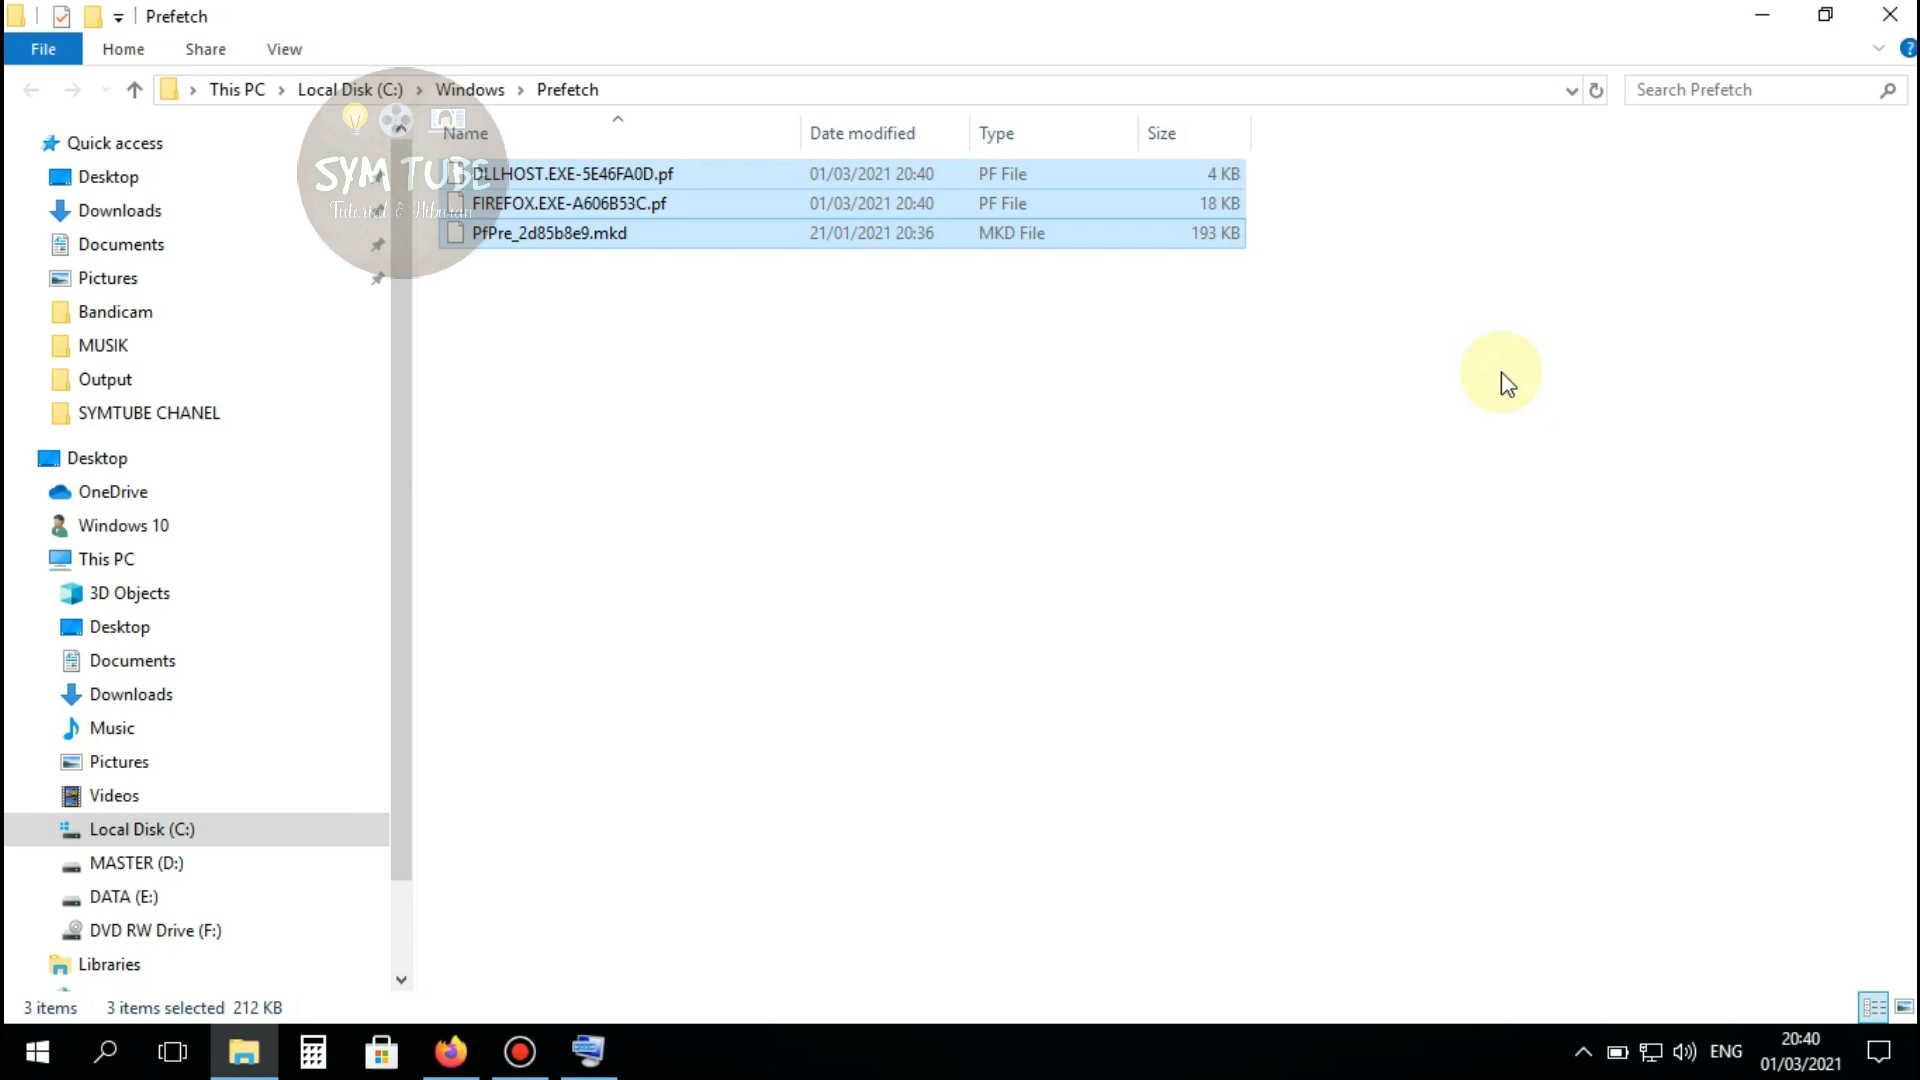 Prefetch
File Home Share View
This PC Local Disk (C:) Windows Prefetch
Search Prefetch
Name Date modified Type Size
SYM TUBE
Tutorial & Hiburan
DLLHOST.EXE-5E46FA0D.pf 01/03/2021 20:40 PF File 4 KB
FIREFOX.EXE-A606B53C.pf 01/03/2021 20:40 PF File 18 KB
PfPre_2d85b8e9.mkd 21/01/2021 20:36 MKD File 193 KB
Quick access
Desktop
Downloads
Documents
Pictures
Bandicam
MUSIK
Output
SYMTUBE CHANEL
Desktop
OneDrive
Windows 10
This PC
3D Objects
Desktop
Documents
Downloads
Music
Pictures
Videos
Local Disk (C:)
MASTER (D:)
DATA (E:)
DVD RW Drive (F:)
Libraries
3 items 3 items selected 212 KB
ENG
20:40
01/03/2021